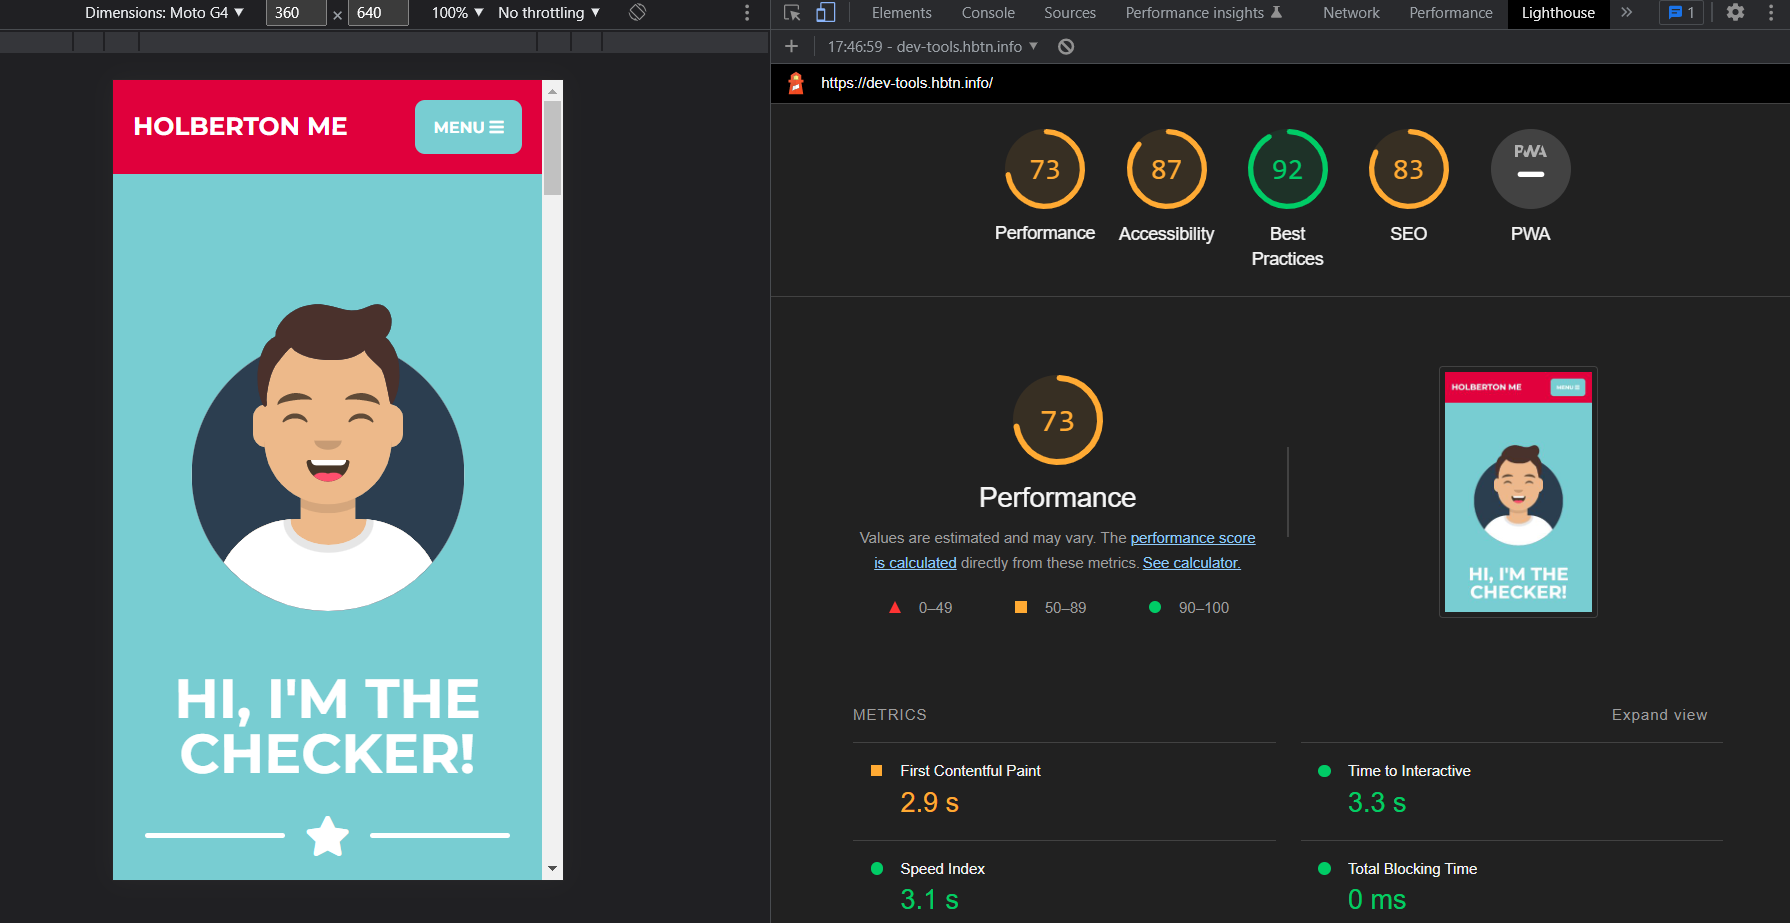 Dimensions: Moto G4 ▼ 360 × 640 100% ▼ No throttling ▼
HOLBERTON ME
MENU
HI, I'M THE
CHECKER!
Elements Console Sources Performance insights Network Performance Lighthouse » 1
+ 17:46:59 - dev-tools.hbtn.info ▼
https://dev-tools.hbtn.info/
73 87 92 83 PWA
Performance Accessibility Best Practices SEO PWA
73
Performance
Values are estimated and may vary. The performance score
is calculated directly from these metrics. See calculator.
0–49 50–89 90–100
HOLBERTON ME
MENU
HI, I'M THE
CHECKER!
METRICS Expand view
First Contentful Paint
2.9 s
Time to Interactive
3.3 s
Speed Index
3.1 s
Total Blocking Time
0 ms